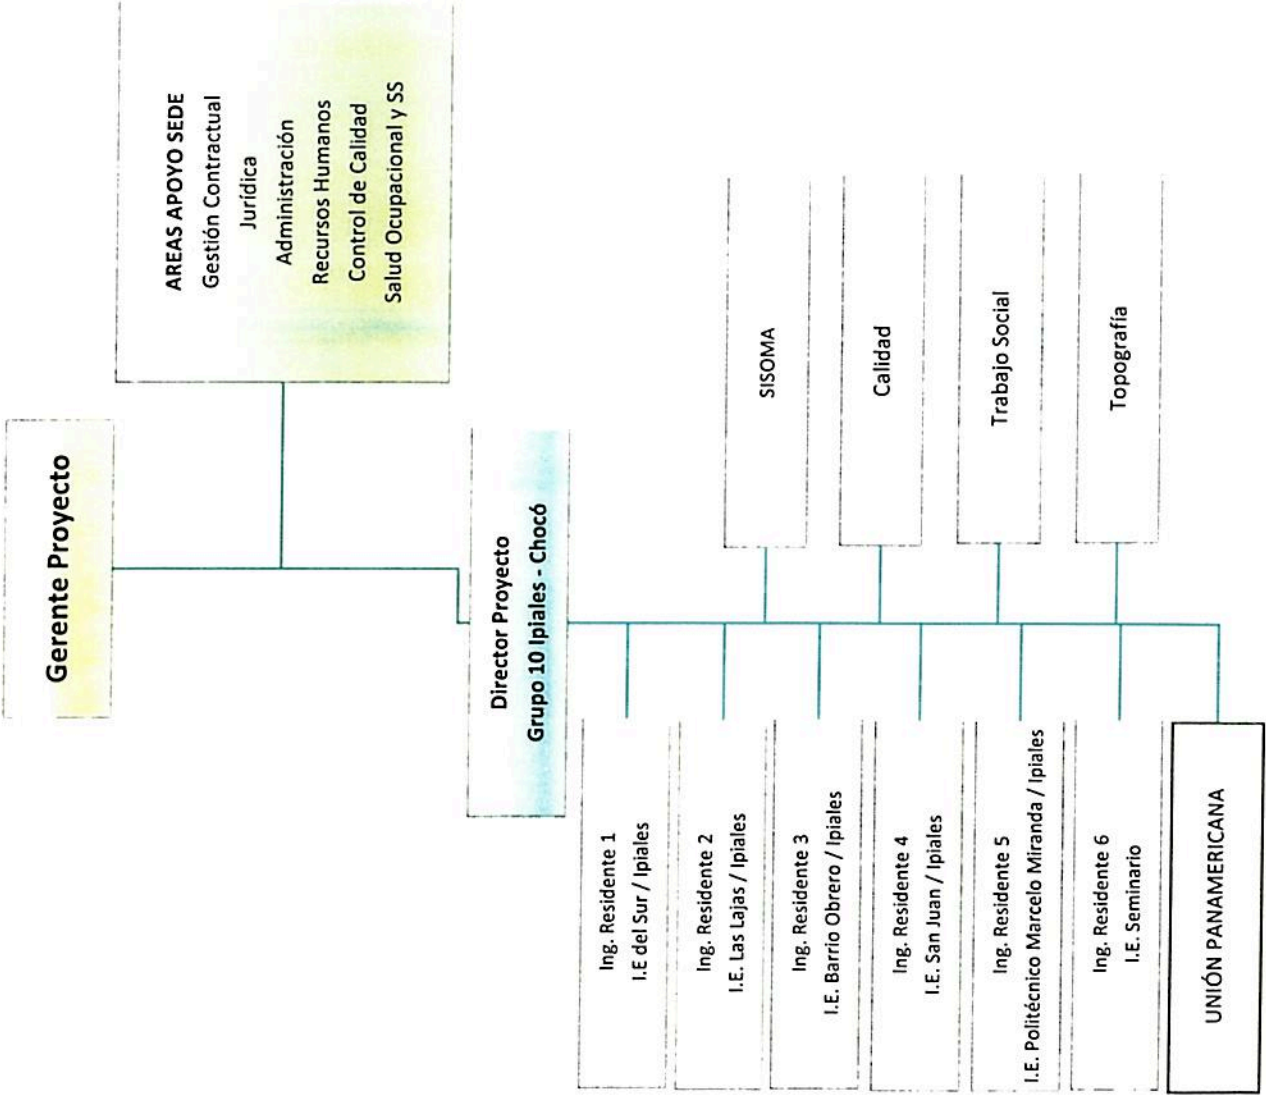 Gerente Proyecto
AREAS APOYO SEDE
Gestión Contractual
Jurídica
Administración
Recursos Humanos
Control de Calidad
Salud Ocupacional y SS
Director Proyecto
Grupo 10 Ipiales - Chocó
Ing. Residente 1
I.E del Sur / Ipiales
Ing. Residente 2
I.E. Las Lajas / Ipiales
Ing. Residente 3
I.E. Barrio Obrero / Ipiales
Ing. Residente 4
I.E. San Juan / Ipiales
Ing. Residente 5
I.E. Politécnico Marcelo Miranda / Ipiales
Ing. Residente 6
I.E. Seminario
UNIÓN PANAMERICANA
SISOMA
Calidad
Trabajo Social
Topografía